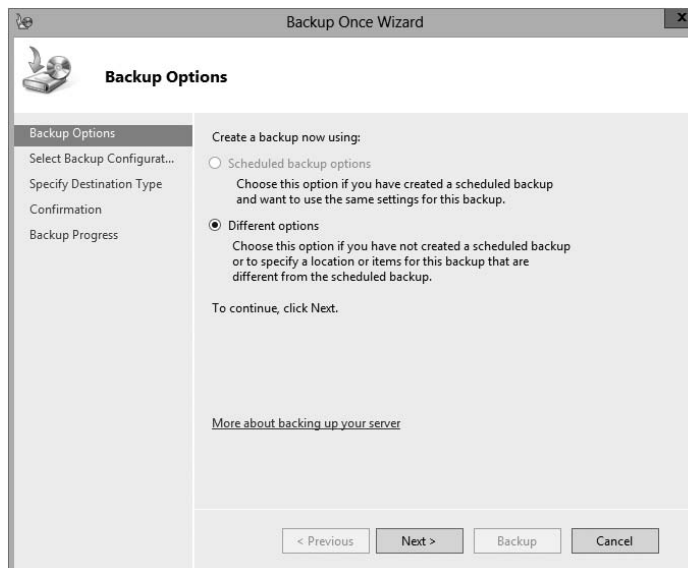 Backup Once Wizard
x
Backup Options
Backup Options
Select Backup Configurat...
Specify Destination Type
Confirmation
Backup Progress
Create a backup now using:
Scheduled backup options
Choose this option if you have created a scheduled backup
and want to use the same settings for this backup.
Different options
Choose this option if you have not created a scheduled backup
or to specify a location or items for this backup that are
different from the scheduled backup.
To continue, click Next.
More about backing up your server
< Previous
Next >
Backup
Cancel